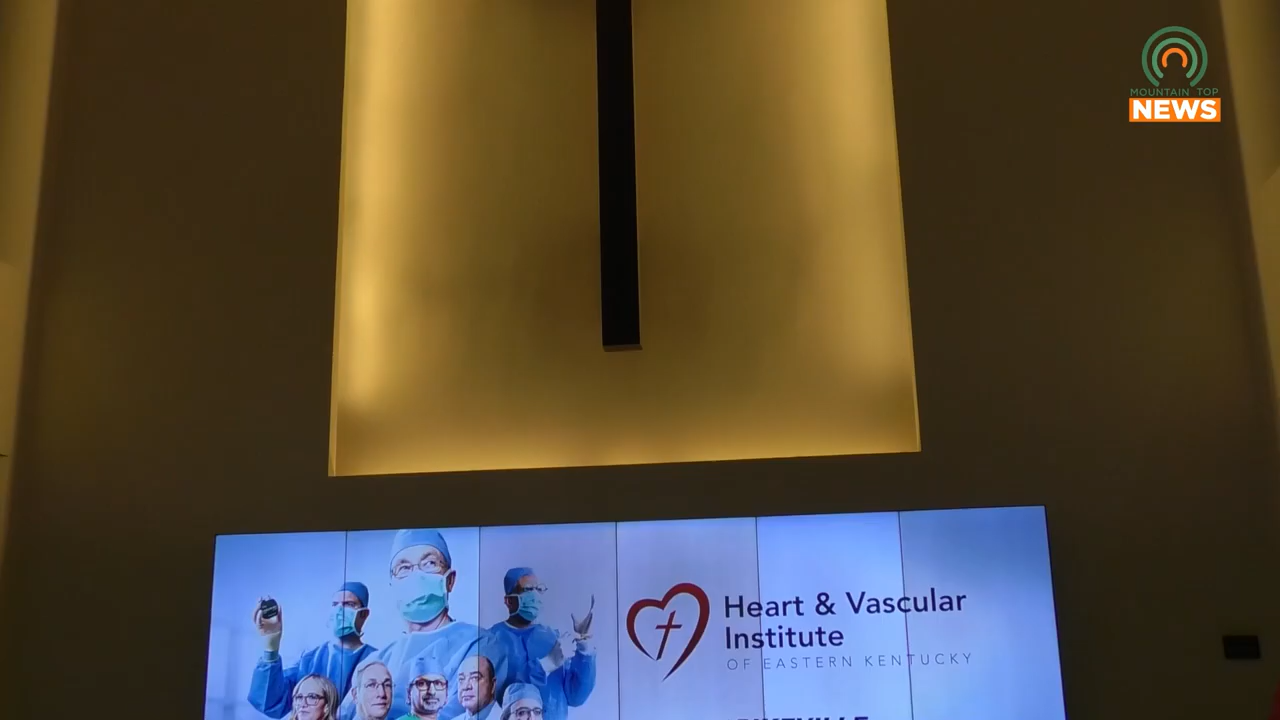 MOUNTAIN TOP
NEWS
Heart & Vascular
Institute
OF EASTERN KENTUCKY